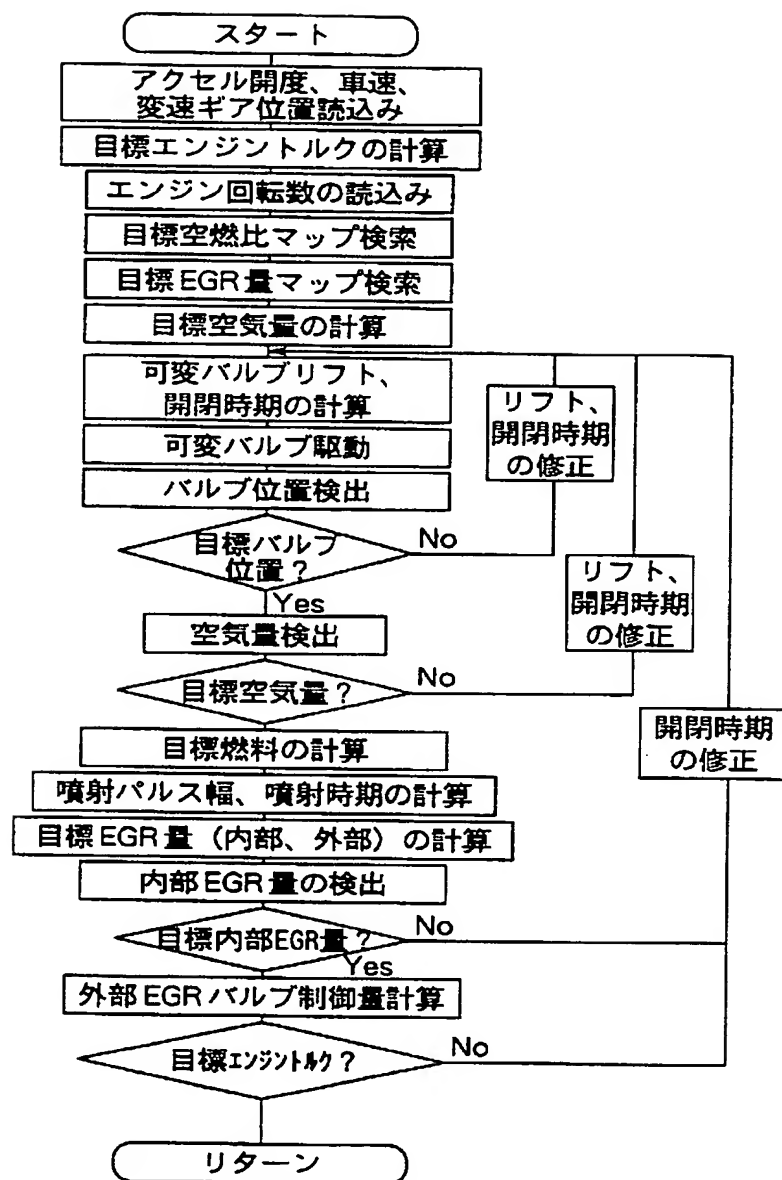 スタート
アクセル開度、車速、
変速ギア位置読込み
目標エンジントルクの計算
エンジン回転数の読込み
目標空燃比マップ検索
目標EGR量マップ検索
目標空気量の計算
可変バルブリフト、
開閉時期の計算
可変バルブ駆動
バルブ位置検出
目標バルブ
位置?
No
Yes
リフト、
開閉時期
の修正
空気量検出
目標空気量?
No
リフト、
開閉時期
の修正
目標燃料の計算
噴射パルス幅、噴射時期の計算
目標EGR量(内部、外部)の計算
内部EGR量の検出
目標内部EGR量?
No
Yes
開閉時期
の修正
外部EGRバルブ制御量計算
目標エンジントルク?
No
リターン